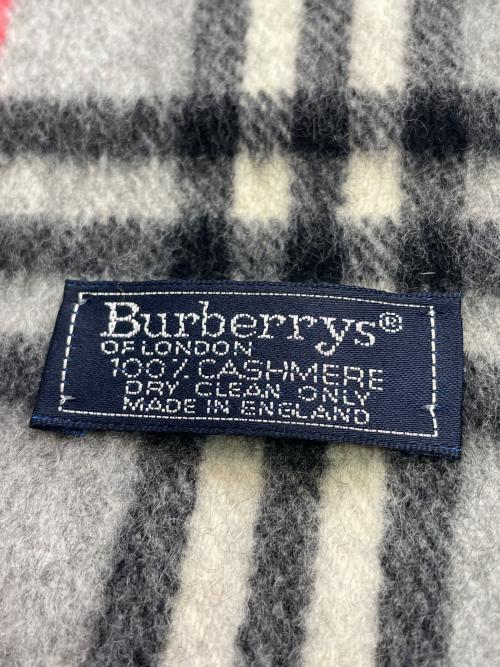 Burberrys®
OF LONDON
100% CASHMERE
DRY CLEAN ONLY
MADE IN ENGLAND